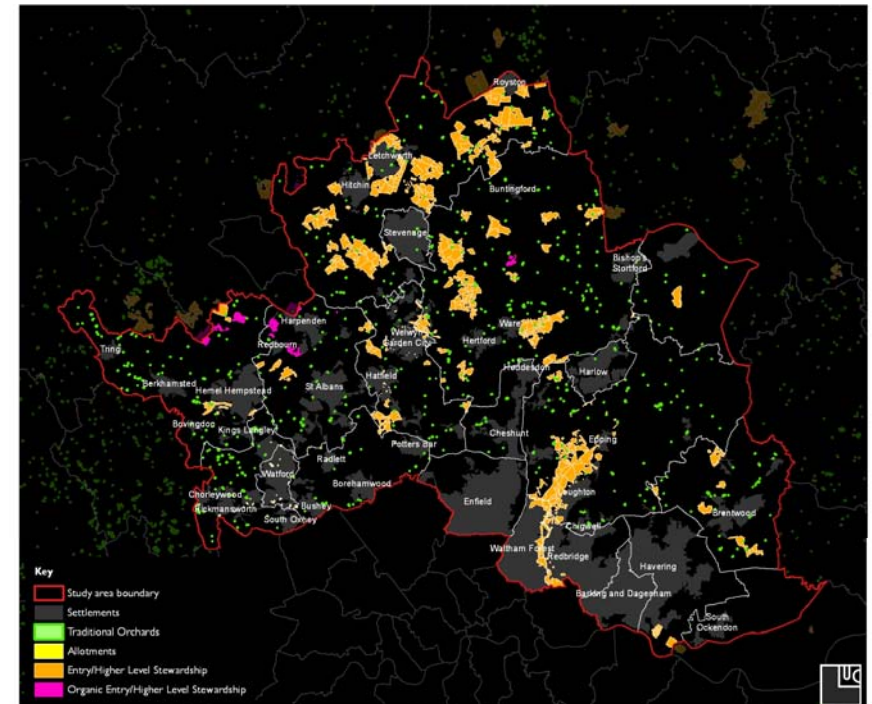 Royston
Letchworth
Hitchin
Buntingford
Stevenage
Bishop's
Stortford
Harpenden
Redbourn
Welwyn
Garden City
Ware
Hertford
Tring
Berkhamsted
Hemel Hempstead
St Albans
Hatfield
Hoddesdon
Harlow
Bovingdon
Kings Langley
Cheshunt
Epping
Potters Bar
Radlett
Watford
Borehamwood
Enfield
Loughton
Chorleywood
Rickmansworth
Bushey
South Oxhey
Chigwell
Brentwood
Waltham Forest
Redbridge
Havering
Barking and Dagenham
South
Ockendon
Key
Study area boundary
Settlements
Traditional Orchards
Allotments
Entry/Higher Level Stewardship
Organic Entry/Higher Level Stewardship
LUC